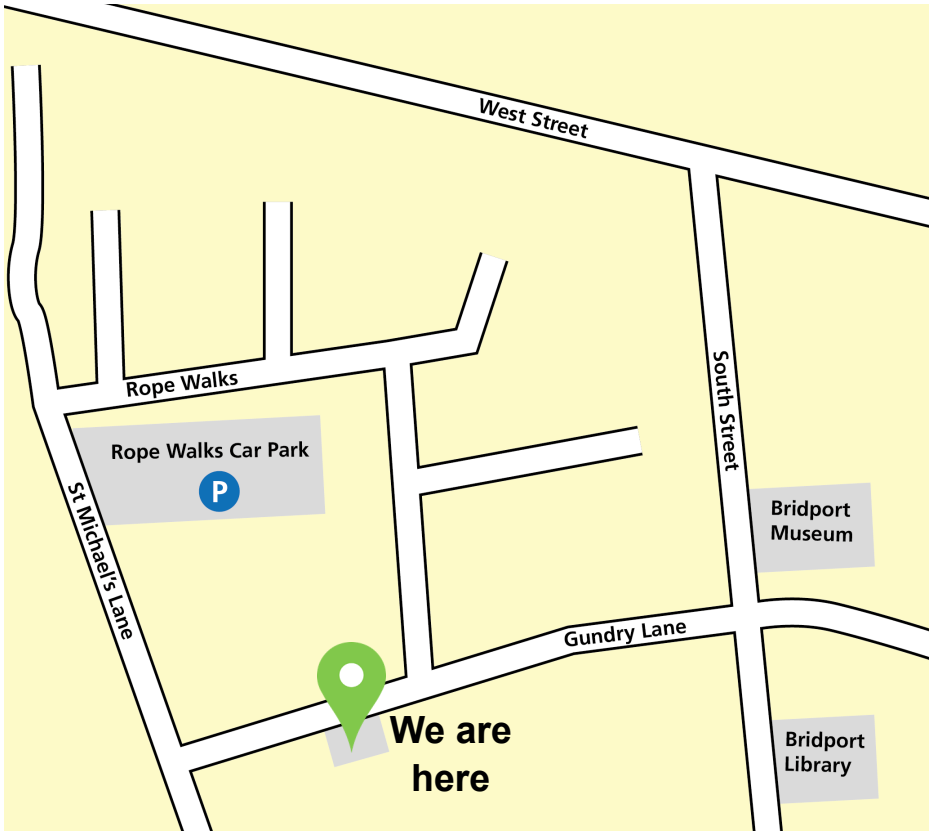 West Street
Rope Walks
South Street
Rope Walks Car Park
P
St Michael's Lane
Bridport
Museum
Gundry Lane
We are
here
Bridport
Library